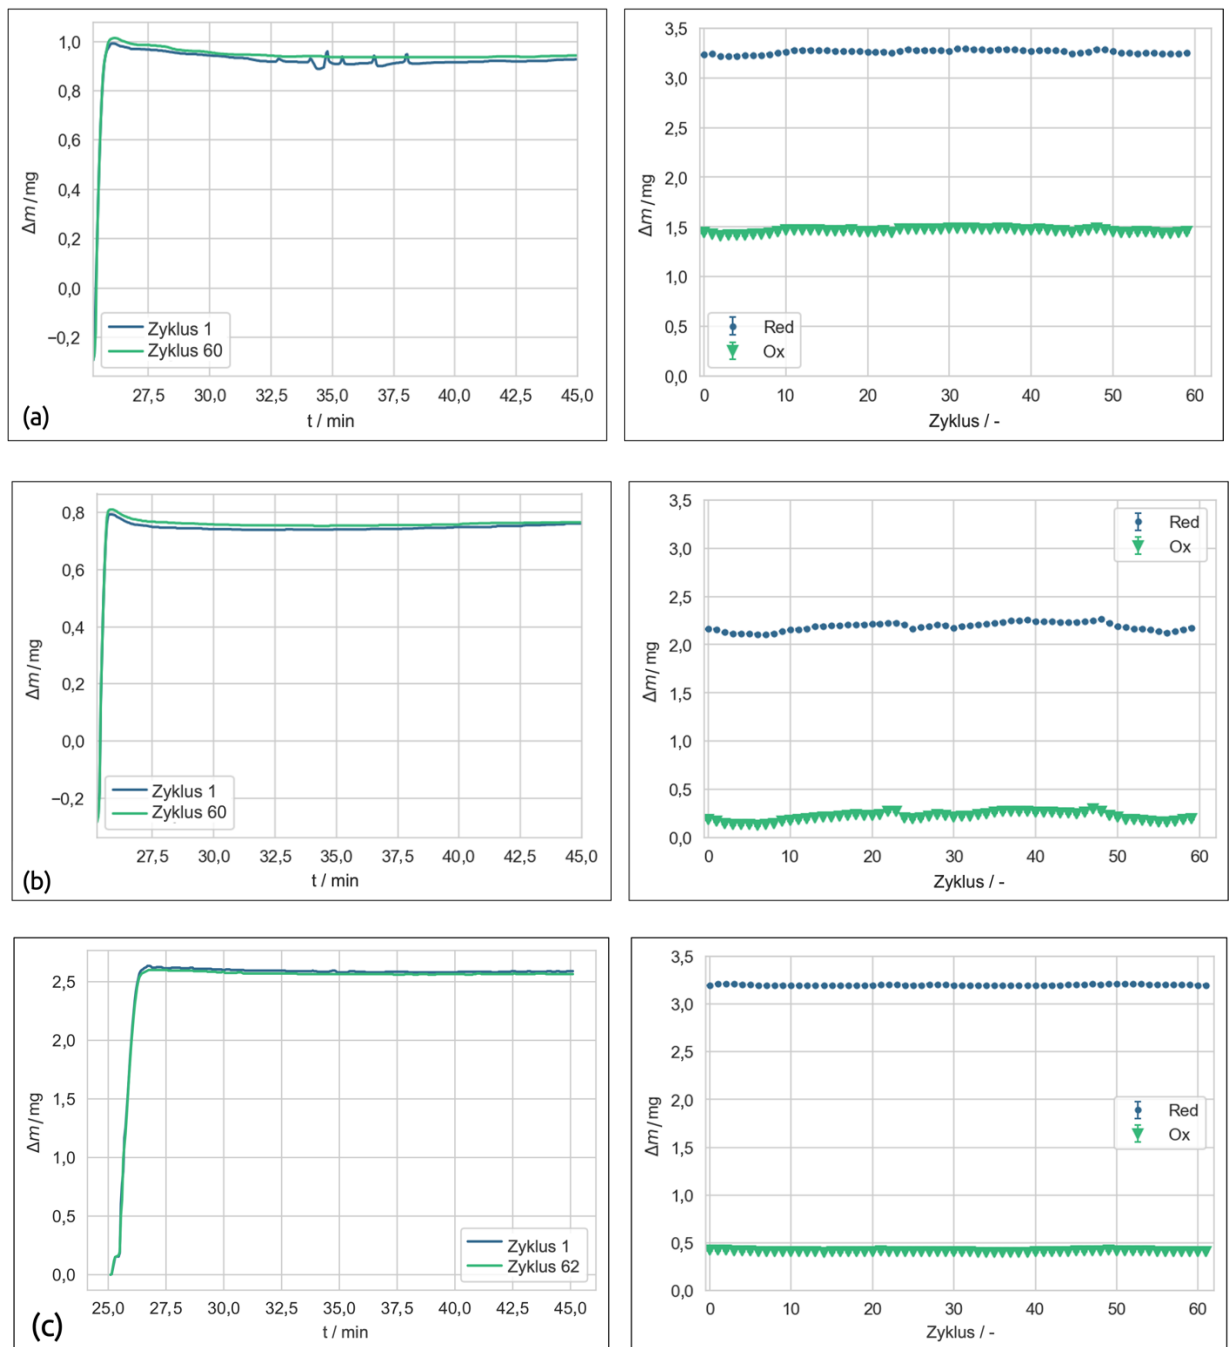 1,0
0,8
0,6
0,4
0,2
0,0
−0,2
Δm/mg
Zyklus 1
Zyklus 60
27,5 30,0 32,5 35,0 37,5 40,0 42,5 45,0
t / min
(a)
3,5
3,0
2,5
2,0
1,5
1,0
0,5
0,0
Δm/mg
Red
Ox
0 10 20 30 40 50 60
Zyklus / -
0,8
0,6
0,4
0,2
0,0
−0,2
Δm/mg
Zyklus 1
Zyklus 60
27,5 30,0 32,5 35,0 37,5 40,0 42,5 45,0
t / min
(b)
3,5
3,0
2,5
2,0
1,5
1,0
0,5
0,0
Δm/mg
Red
Ox
0 10 20 30 40 50 60
Zyklus / -
2,5
2,0
1,5
1,0
0,5
0,0
Δm/mg
Zyklus 1
Zyklus 62
25,0 27,5 30,0 32,5 35,0 37,5 40,0 42,5 45,0
t / min
(c)
3,5
3,0
2,5
2,0
1,5
1,0
0,5
0,0
Δm/mg
Red
Ox
0 10 20 30 40 50 60
Zyklus / -